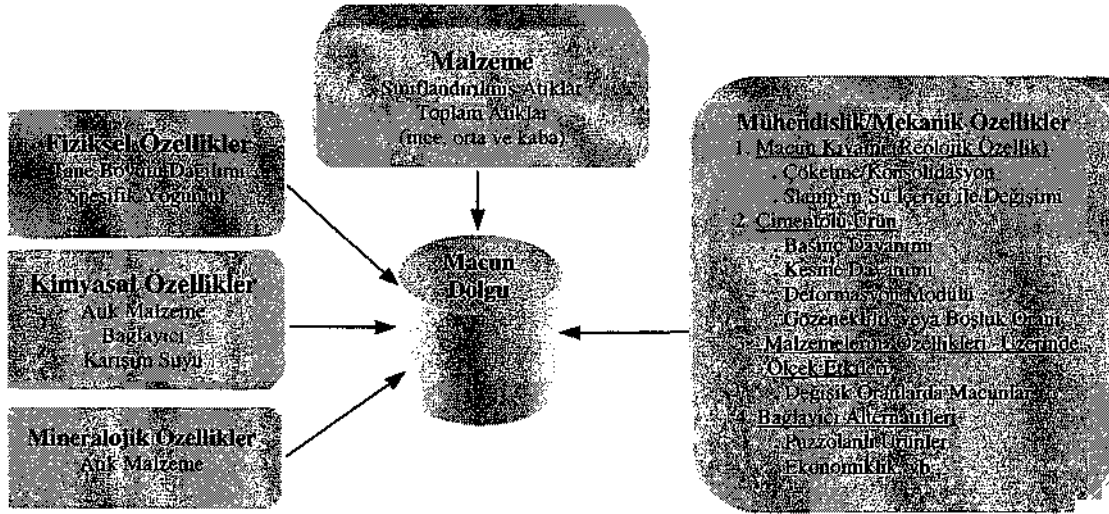 Malzeme
Sınıflandırılmış Atıklar
Toplam Atıklar
(ince, orta ve kaba)
Fiziksel Özellikler
Tane Boyutu Dağılımı
Spesifik Yoğunluk
Kimyasal Özellikler
Atık Malzeme
Bağlayıcı
Karışım Suyu
Mineralojik Özellikler
Atık Malzeme
Macun
Dolgu
Mühendislik/Mekanik Özellikler
1. Macun Kıvamı (Reolojik Özellik)
. Çökelme/Konsolidasyon
. Slamp'ın Su İçeriği ile Değişimi
2. Çimentolu Ürün
. Basınç Dayanımı
. Kesme Dayanımı
. Deformasyon Modülü
. Gözeneklilik veya Boşluk Oranı
3. Malzemelerin Özellikleri Üzerinde
Ölçek Etkileri
. Değişik Oranlarda Macunlar
4. Bağlayıcı Alternatifleri
. Puzzolanlı Ürünler
. Ekonomiklik vb.